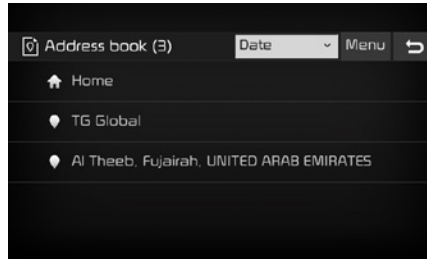 Address book (3) Date Menu
Home
TG Global
Al Theeb, Fujairah, UNITED ARAB EMIRATES